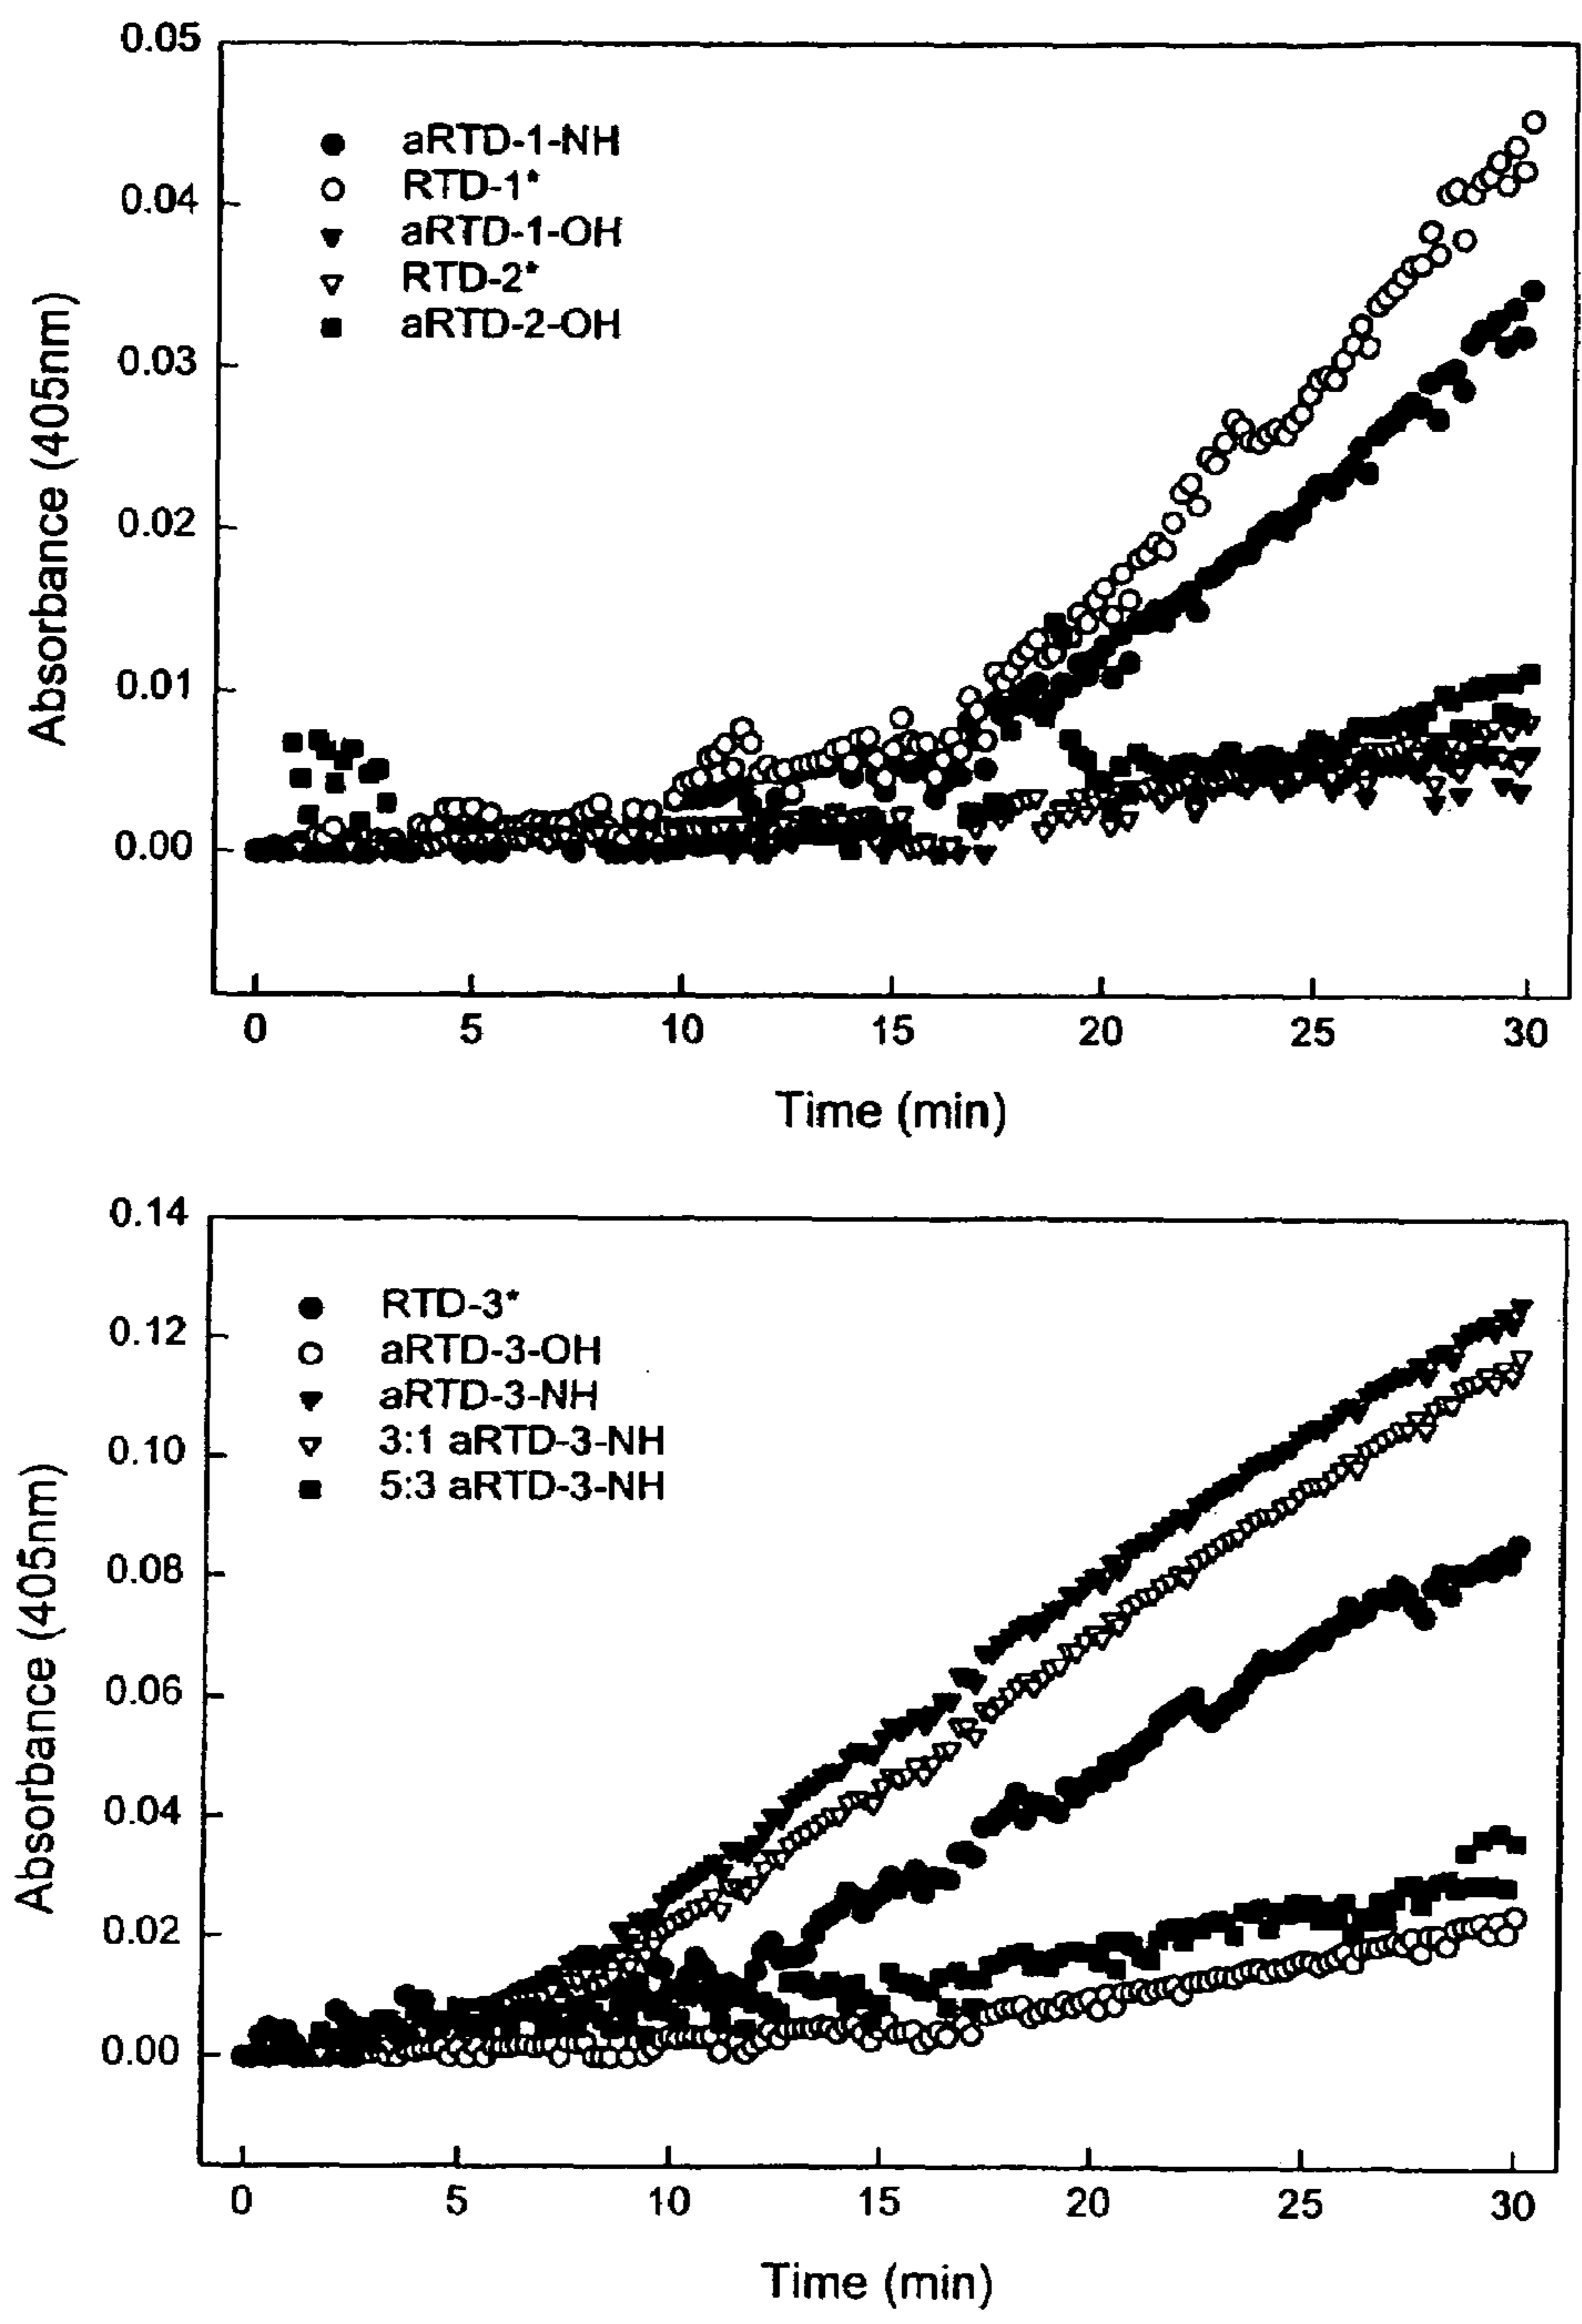 0.05
0.04
0.03
0.02
0.01
0.00
Absorbance (405nm)
aRTD-1-NH
RTD-1*
aRTD-1-OH
RTD-2*
aRTD-2-OH
0 5 10 15 20 25 30
Time (min)
0.14
0.12
0.10
0.08
0.06
0.04
0.02
0.00
Absorbance (405nm)
RTD-3*
aRTD-3-OH
aRTD-3-NH
3:1 aRTD-3-NH
5:3 aRTD-3-NH
0 5 10 15 20 25 30
Time (min)